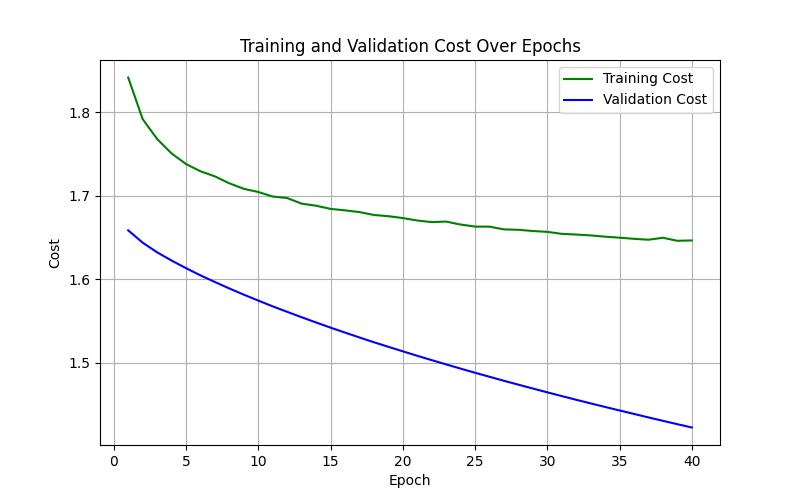 Training and Validation Cost Over Epochs
Training Cost
Validation Cost
1.8
1.7
1.6
1.5
Cost
0 5 10 15 20 25 30 35 40
Epoch